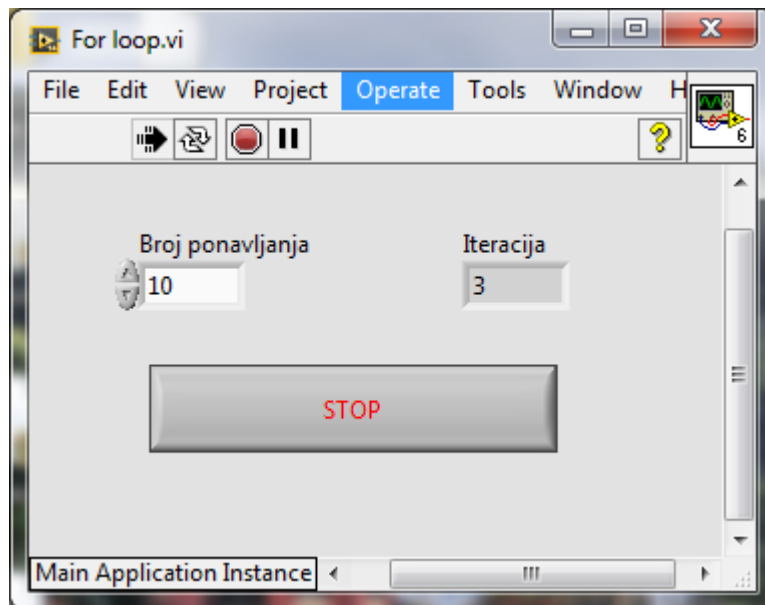 For loop.vi
File Edit View Project Operate Tools Window H
6
Broj ponavljanja Iteracija
10 3
STOP
Main Application Instance